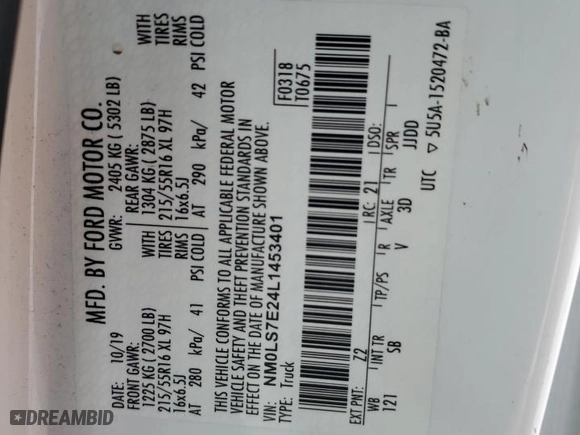 MFD. BY FORD MOTOR CO.
DATE: 10/19 GVWR: 2405 KG ( 5302 LB)
FRONT GAWR: REAR GAWR:
1225 KG ( 2700 LB) WITH 1304 KG ( 2875 LB) WITH
215/55R16 XL 97H TIRES 215/55R16 XL 97H TIRES
16x6.5J RIMS 16x6.5J RIMS
AT 280 kPa/ 41 PSI COLD AT 290 kPa/ 42 PSI COLD
THIS VEHICLE CONFORMS TO ALL APPLICABLE FEDERAL MOTOR
VEHICLE SAFETY AND THEFT PREVENTION STANDARDS IN
EFFECT ON THE DATE OF MANUFACTURE SHOWN ABOVE.
VIN: NM0LS7E24L1453401
TYPE: Truck
F0318
T0675
EXT PNT: Z2 RC: 21 DSO:
WB INT TR TP/PS R AXLE TR SPR
121 SB V 3D JJDD
UTC ▽ 5U5A-1520472-BA
DREAMBID